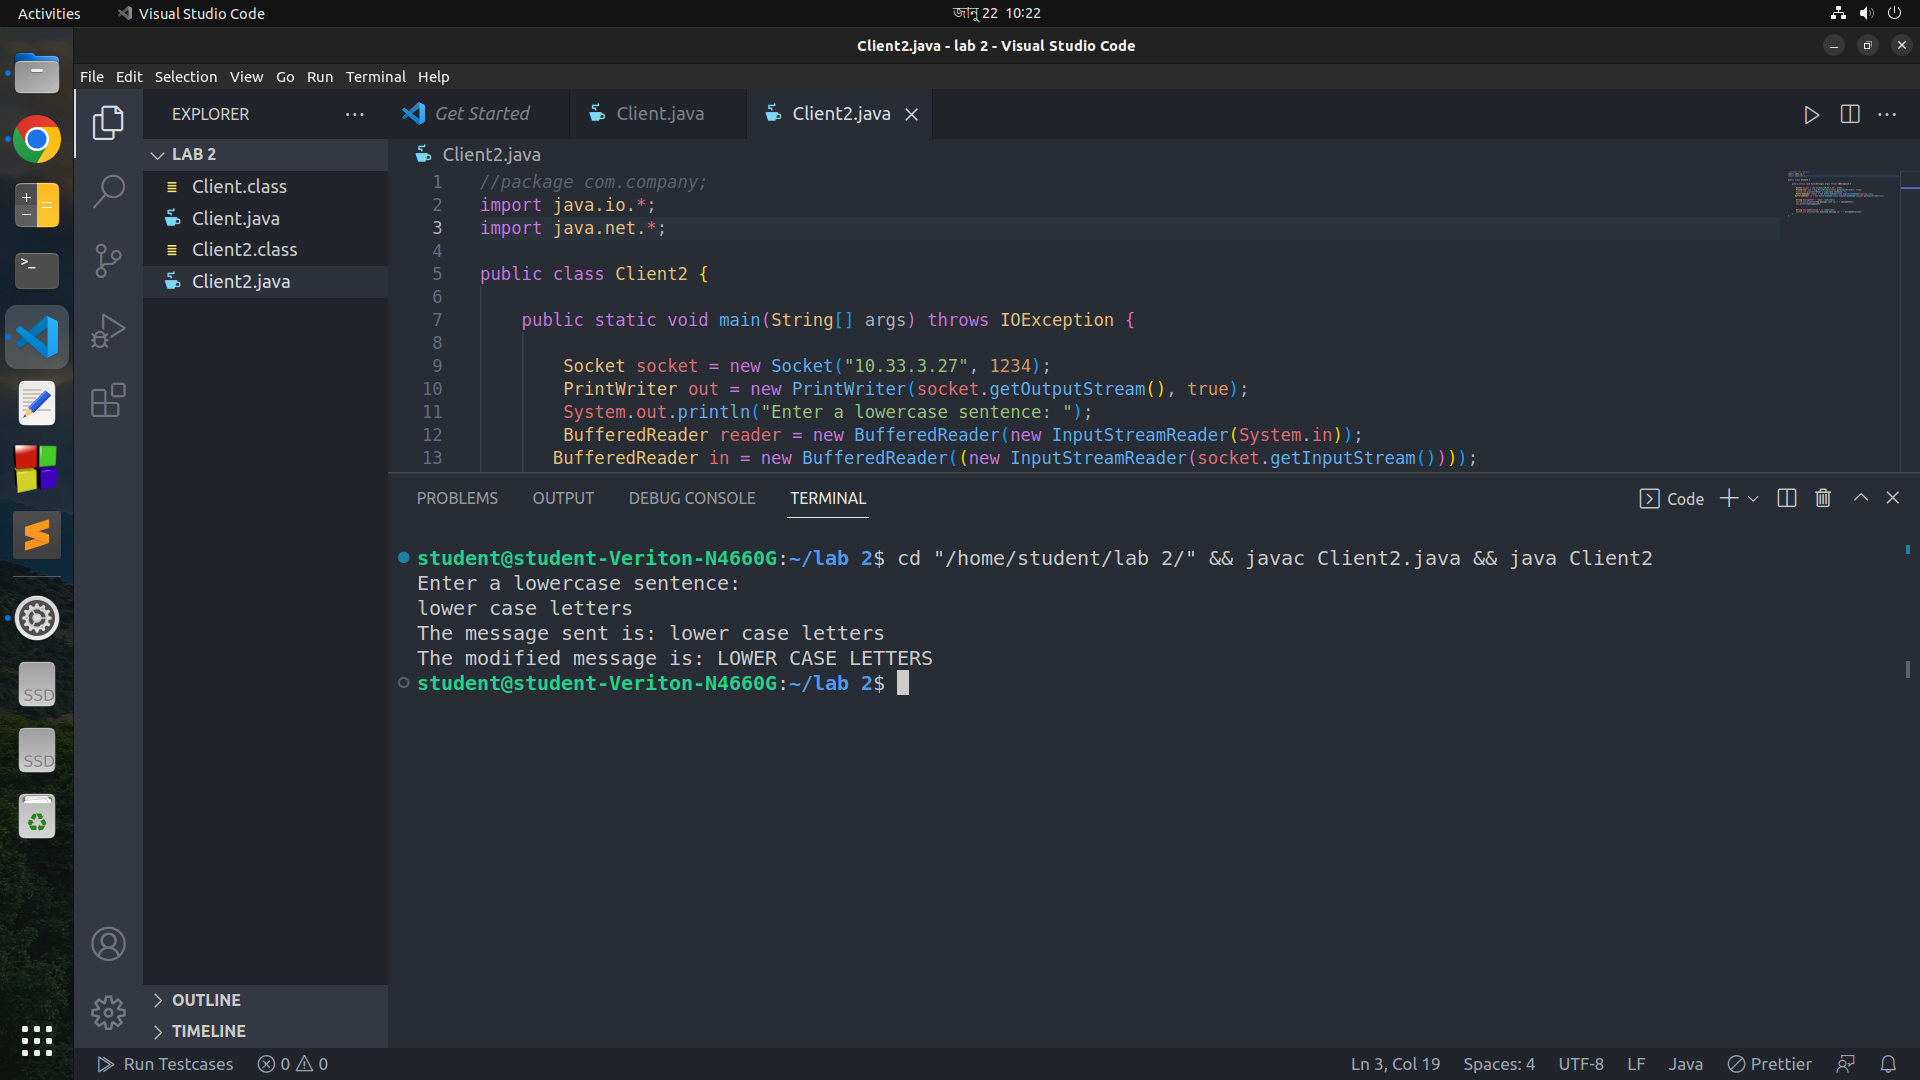 Activities Visual Studio Code জানু 22 10:22
Client2.java - lab 2 - Visual Studio Code
File Edit Selection View Go Run Terminal Help
EXPLORER
LAB 2
Client.class
Client.java
Client2.class
Client2.java
OUTLINE
TIMELINE
SSD
SSD
Get Started Client.java Client2.java
Client2.java
1 //package com.company;
2 import java.io.*;
3 import java.net.*;
4
5 public class Client2 {
6
7 public static void main(String[] args) throws IOException {
8
9 Socket socket = new Socket("10.33.3.27", 1234);
10 PrintWriter out = new PrintWriter(socket.getOutputStream(), true);
11 System.out.println("Enter a lowercase sentence: ");
12 BufferedReader reader = new BufferedReader(new InputStreamReader(System.in));
13 BufferedReader in = new BufferedReader((new InputStreamReader(socket.getInputStream())));
PROBLEMS OUTPUT DEBUG CONSOLE TERMINAL Code
student@student-Veriton-N4660G:~/lab 2$ cd "/home/student/lab 2/" && javac Client2.java && java Client2
Enter a lowercase sentence:
lower case letters
The message sent is: lower case letters
The modified message is: LOWER CASE LETTERS
student@student-Veriton-N4660G:~/lab 2$
Run Testcases 0 0 Ln 3, Col 19 Spaces: 4 UTF-8 LF Java Prettier